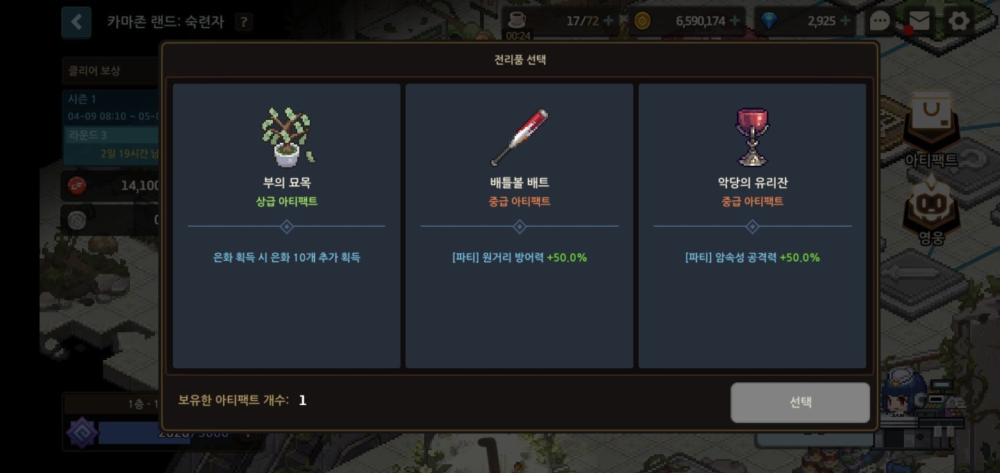 카마존 랜드: 숙련자 ?
00:24
17/72
6,590,174
2,925
클리어 보상
시즌 1
04-09 08:10 ~ 05-0
라운드 3
2일 19시간 남
14,100
전리품 선택
부의 묘목
상급 아티팩트
은화 획득 시 은화 10개 추가 획득
배틀볼 배트
중급 아티팩트
[파티] 원거리 방어력 +50.0%
악당의 유리잔
중급 아티팩트
[파티] 암속성 공격력 +50.0%
보유한 아티팩트 개수: 1
선택
아티팩트
영웅
1층 - 1